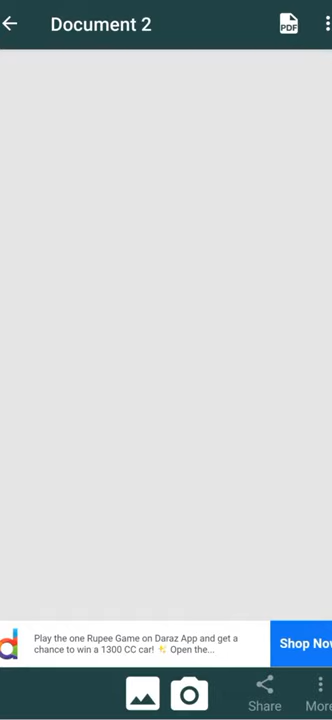 Document 2
PDF
Play the one Rupee Game on Daraz App and get a
chance to win a 1300 CC car! ✨ Open the...
Shop Now
Share
More